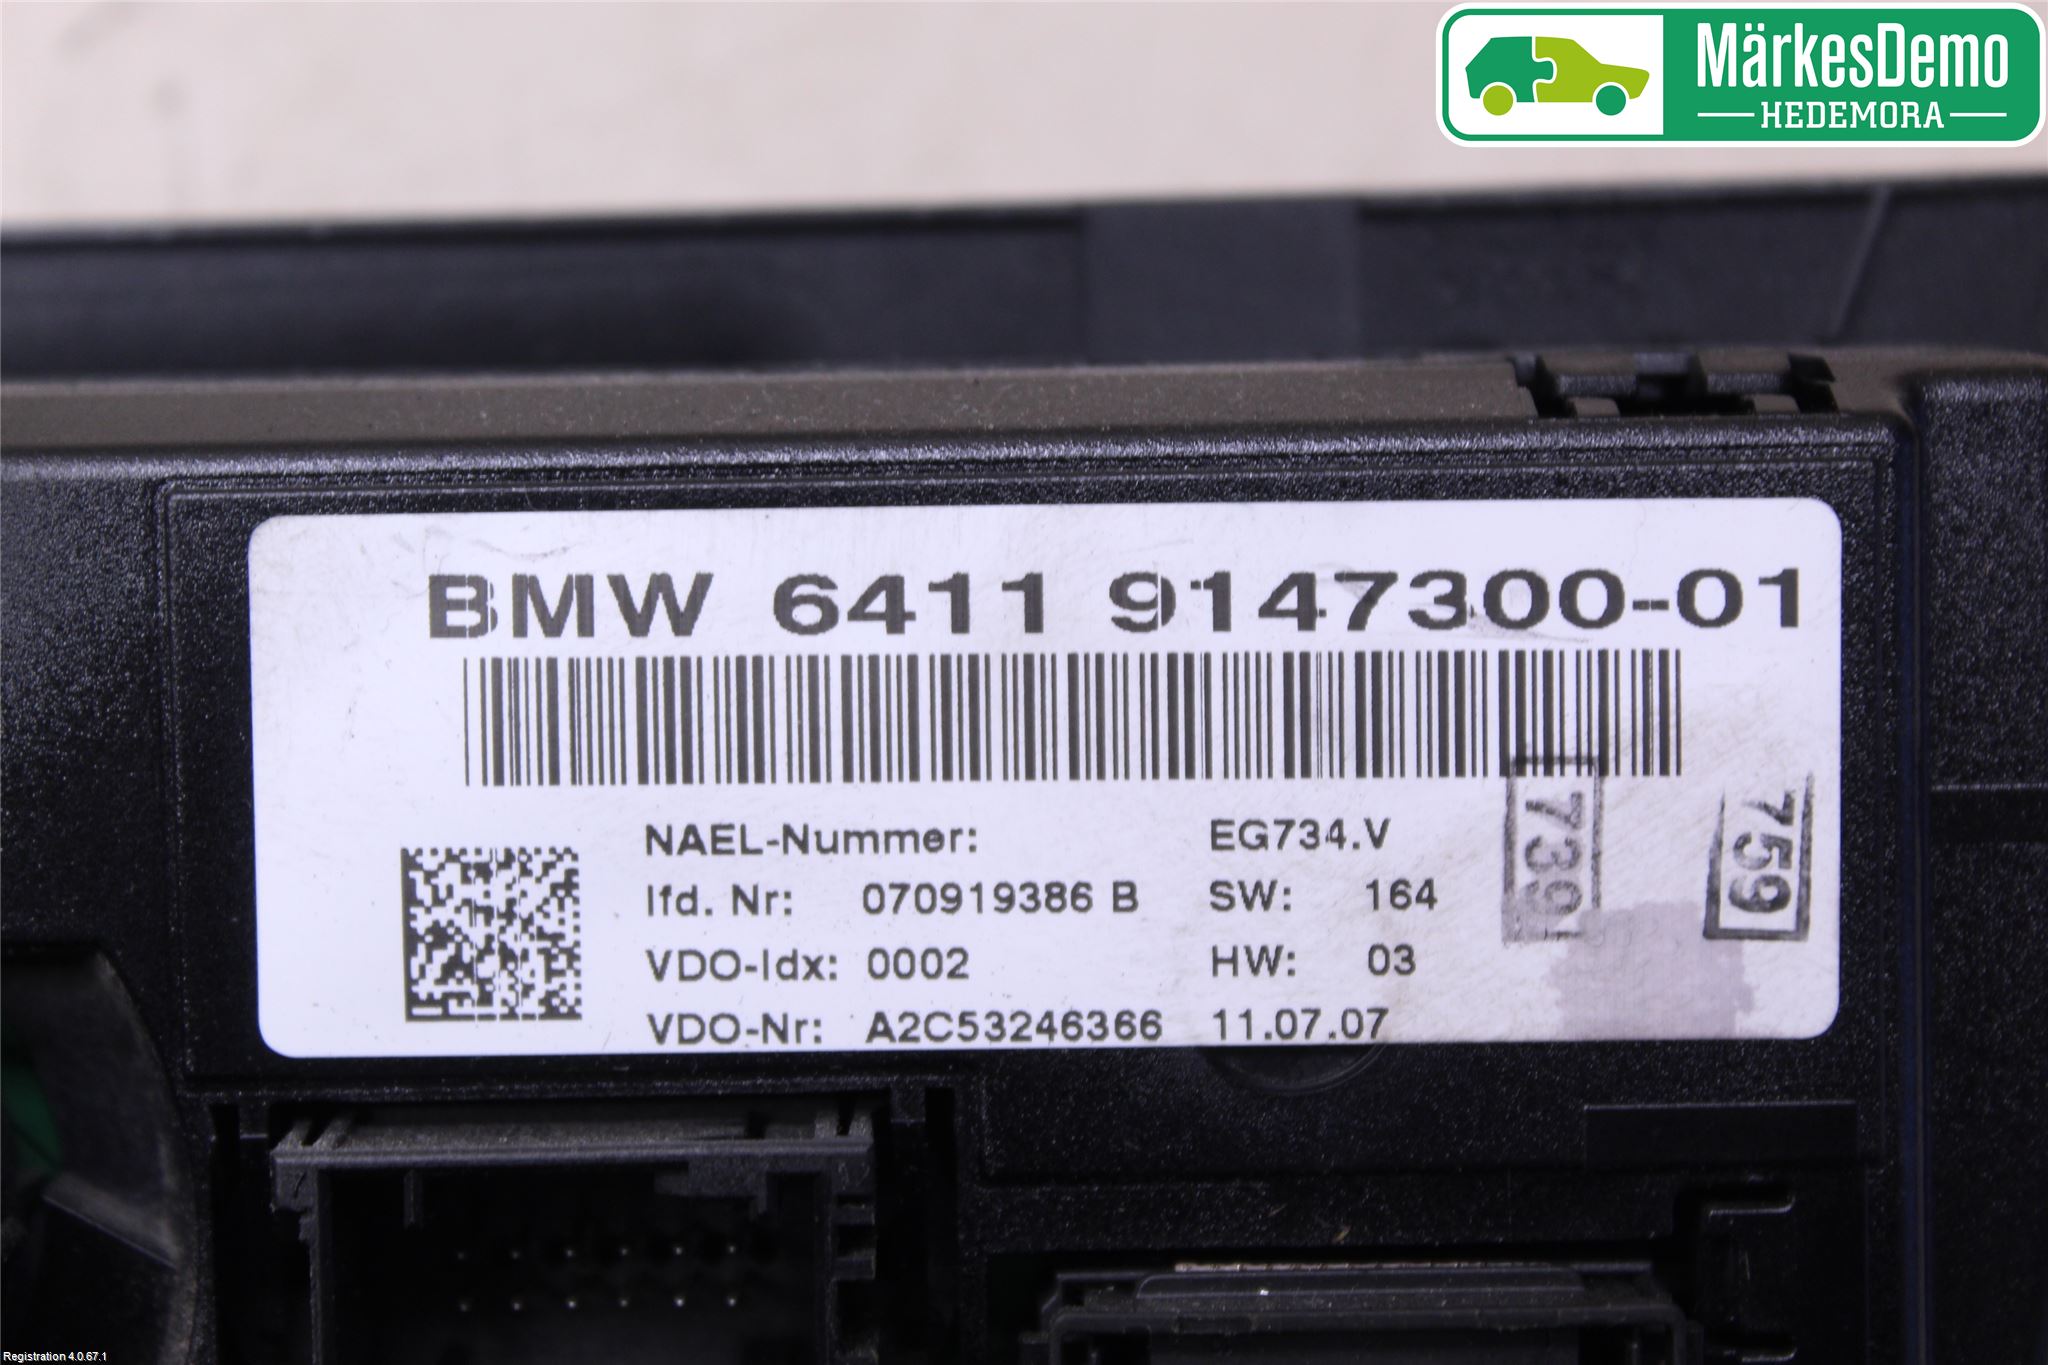 MärkesDemo
HEDEMORA
BMW 6411 9147300-01
NAEL-Nummer: EG734.V
lfd. Nr: 070919386 B SW: 164
VDO-Idx: 0002 HW: 03
VDO-Nr: A2C53246366 11.07.07
739
759
Registration 4.0.67.1